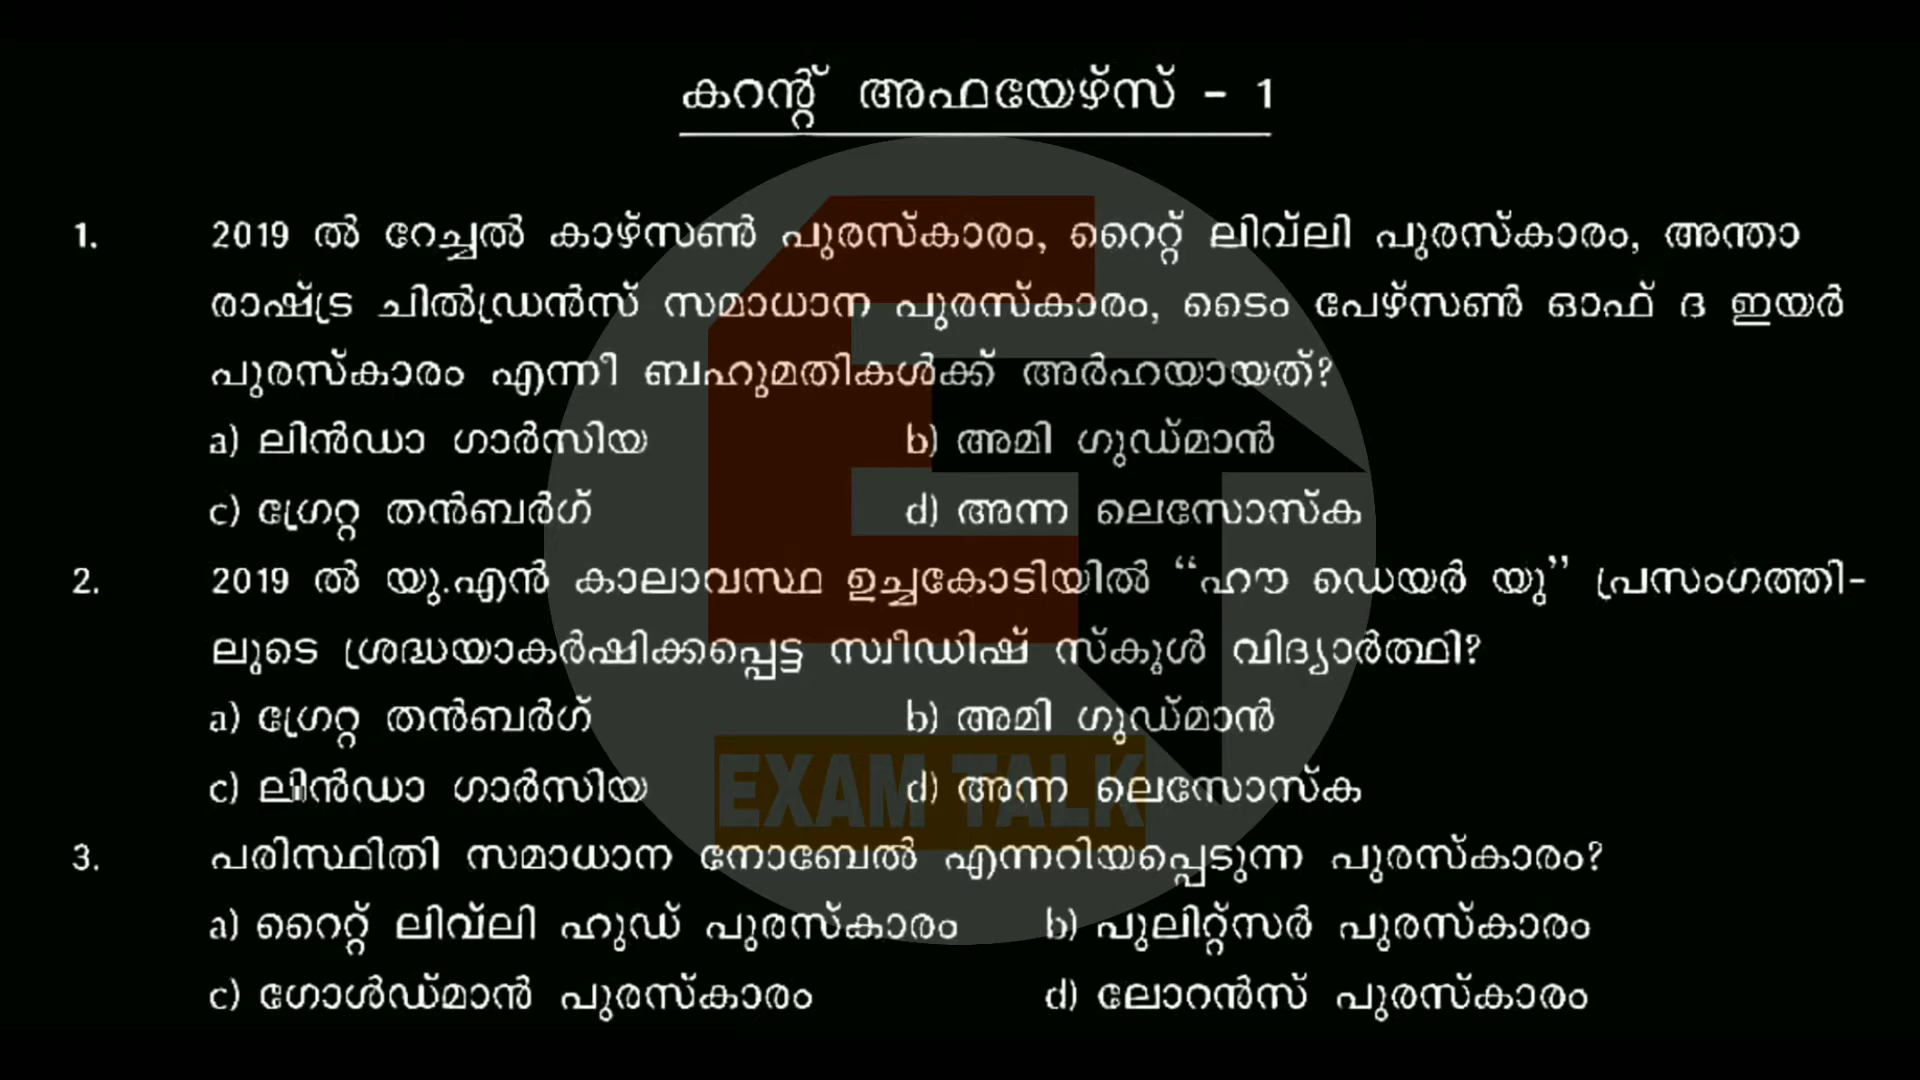 കറന്റ് അഫയേഴ്സ് - 1
1. 2019 ൽ റേച്ചൽ കാഴ്സൺ പുരസ്കാരം, റൈറ്റ് ലിവ്ലി പുരസ്കാരം, അന്താ
രാഷ്ട്ര ചിൽഡ്രൻസ് സമാധാന പുരസ്കാരം, ടൈം പേഴ്സൺ ഓഫ് ദ ഇയർ
പുരസ്കാരം എന്നീ ബഹുമതികൾക്ക് അർഹയായത്?
a) ലിൻഡാ ഗാർസിയ b) അമി ഗുഡ്മാൻ
c) ഗ്രേറ്റ തൻബർഗ് d) അന്ന ലെസോസ്ക
2. 2019 ൽ യു.എൻ കാലാവസ്ഥ ഉച്ചകോടിയിൽ “ഹൗ ഡെയർ യു” പ്രസംഗത്തി-
ലുടെ ശ്രദ്ധയാകർഷിക്കപ്പെട്ട സ്വീഡിഷ് സ്കൂൾ വിദ്യാർത്ഥി?
a) ഗ്രേറ്റ തൻബർഗ് b) അമി ഗുഡ്മാൻ
c) ലിൻഡാ ഗാർസിയ d) അന്ന ലെസോസ്ക
EXAM TALK
3. പരിസ്ഥിതി സമാധാന നോബേൽ എന്നറിയപ്പെടുന്ന പുരസ്കാരം?
a) റൈറ്റ് ലിവ്ലി ഹുഡ് പുരസ്കാരം b) പുലിറ്റ്സർ പുരസ്കാരം
c) ഗോൾഡ്മാൻ പുരസ്കാരം d) ലോറൻസ് പുരസ്കാരം